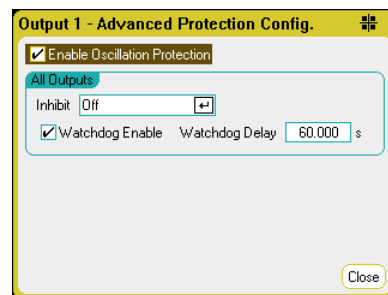 Output 1 - Advanced Protection Config.
Enable Oscillation Protection
All Outputs
Inhibit Off
Watchdog Enable Watchdog Delay 60.000 s
Close